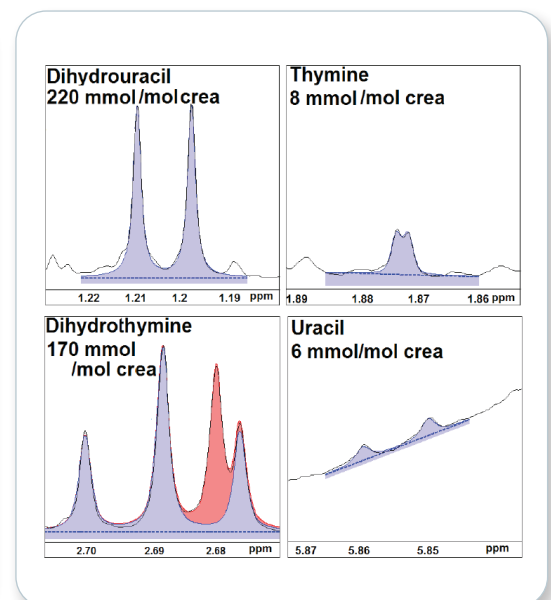 Dihydrouracil
220 mmol/molcrea
1.22 1.21 1.2 1.19 ppm
Thymine
8 mmol/mol crea
1.89 1.88 1.87 1.86 ppm
Dihydrothymine
170 mmol
/mol crea
2.70 2.69 2.68 ppm
Uracil
6 mmol/mol crea
5.87 5.86 5.85 ppm